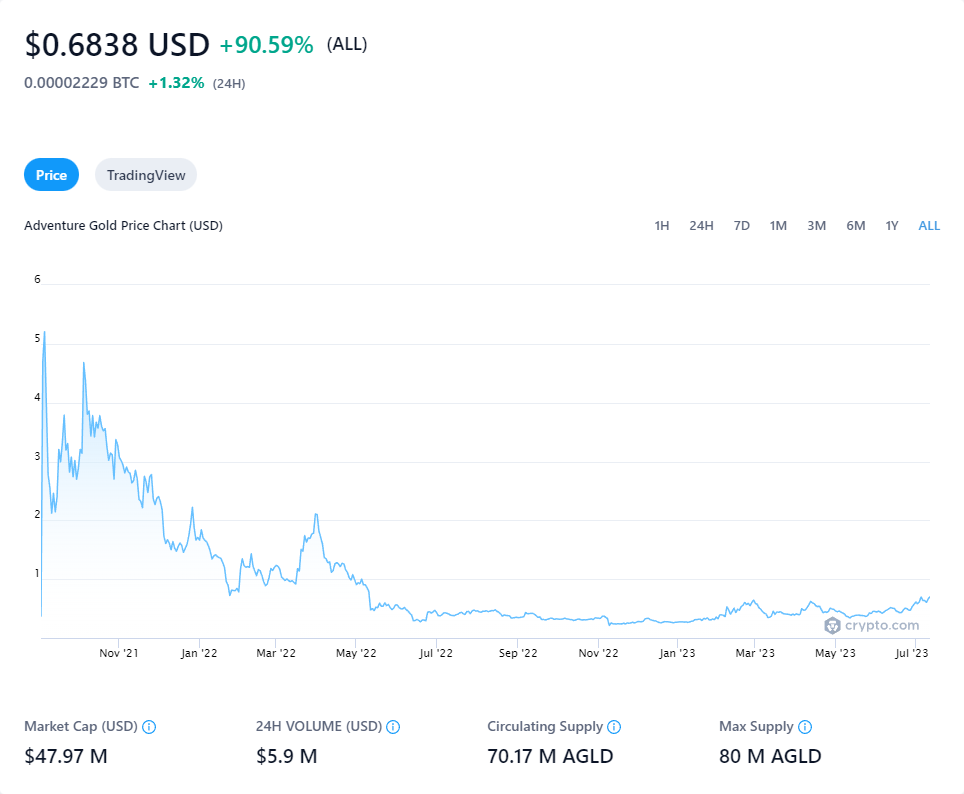 $0.6838 USD +90.59% (ALL)
0.00002229 BTC +1.32% (24H)
Price TradingView
Adventure Gold Price Chart (USD) 1H 24H 7D 1M 3M 6M 1Y ALL
6
5
4
3
2
1
crypto.com
Nov '21 Jan '22 Mar '22 May '22 Jul '22 Sep '22 Nov '22 Jan '23 Mar '23 May '23 Jul '23
Market Cap (USD) 24H VOLUME (USD) Circulating Supply Max Supply
$47.97 M $5.9 M 70.17 M AGLD 80 M AGLD